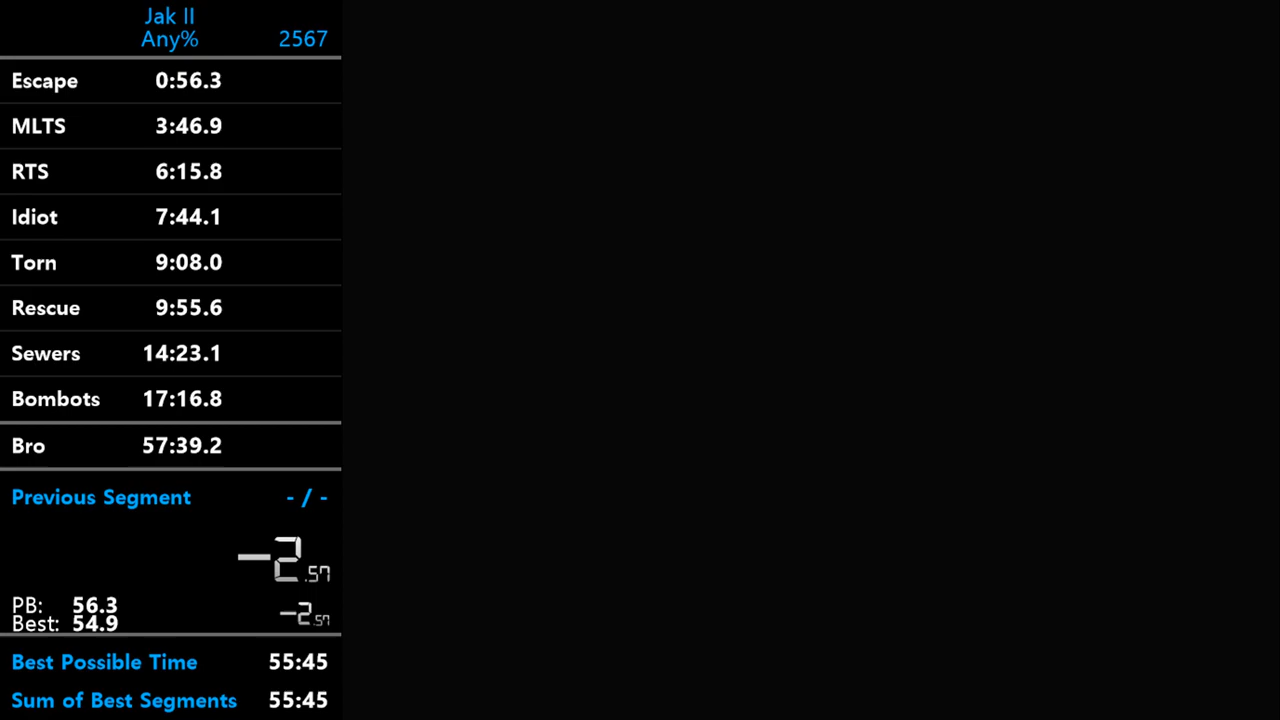 Jak II
Any% 2567
Escape 0:56.3
MLTS 3:46.9
RTS 6:15.8
Idiot 7:44.1
Torn 9:08.0
Rescue 9:55.6
Sewers 14:23.1
Bombots 17:16.8
Bro 57:39.2
Previous Segment - / -
−2.57
PB: 56.3
Best: 54.9 −2.57
Best Possible Time 55:45
Sum of Best Segments 55:45